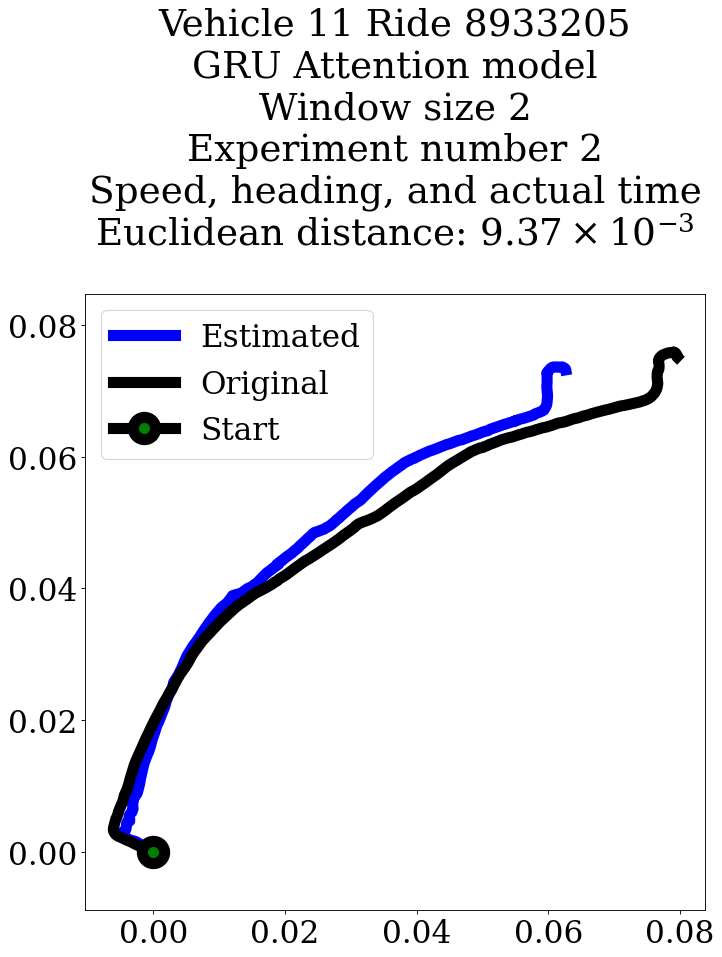 Vehicle 11 Ride 8933205
GRU Attention model
Window size 2
Experiment number 2
Speed, heading, and actual time
Euclidean distance: 9.37 × 10⁻³
Estimated
Original
Start
0.08
0.06
0.04
0.02
0.00
0.00 0.02 0.04 0.06 0.08